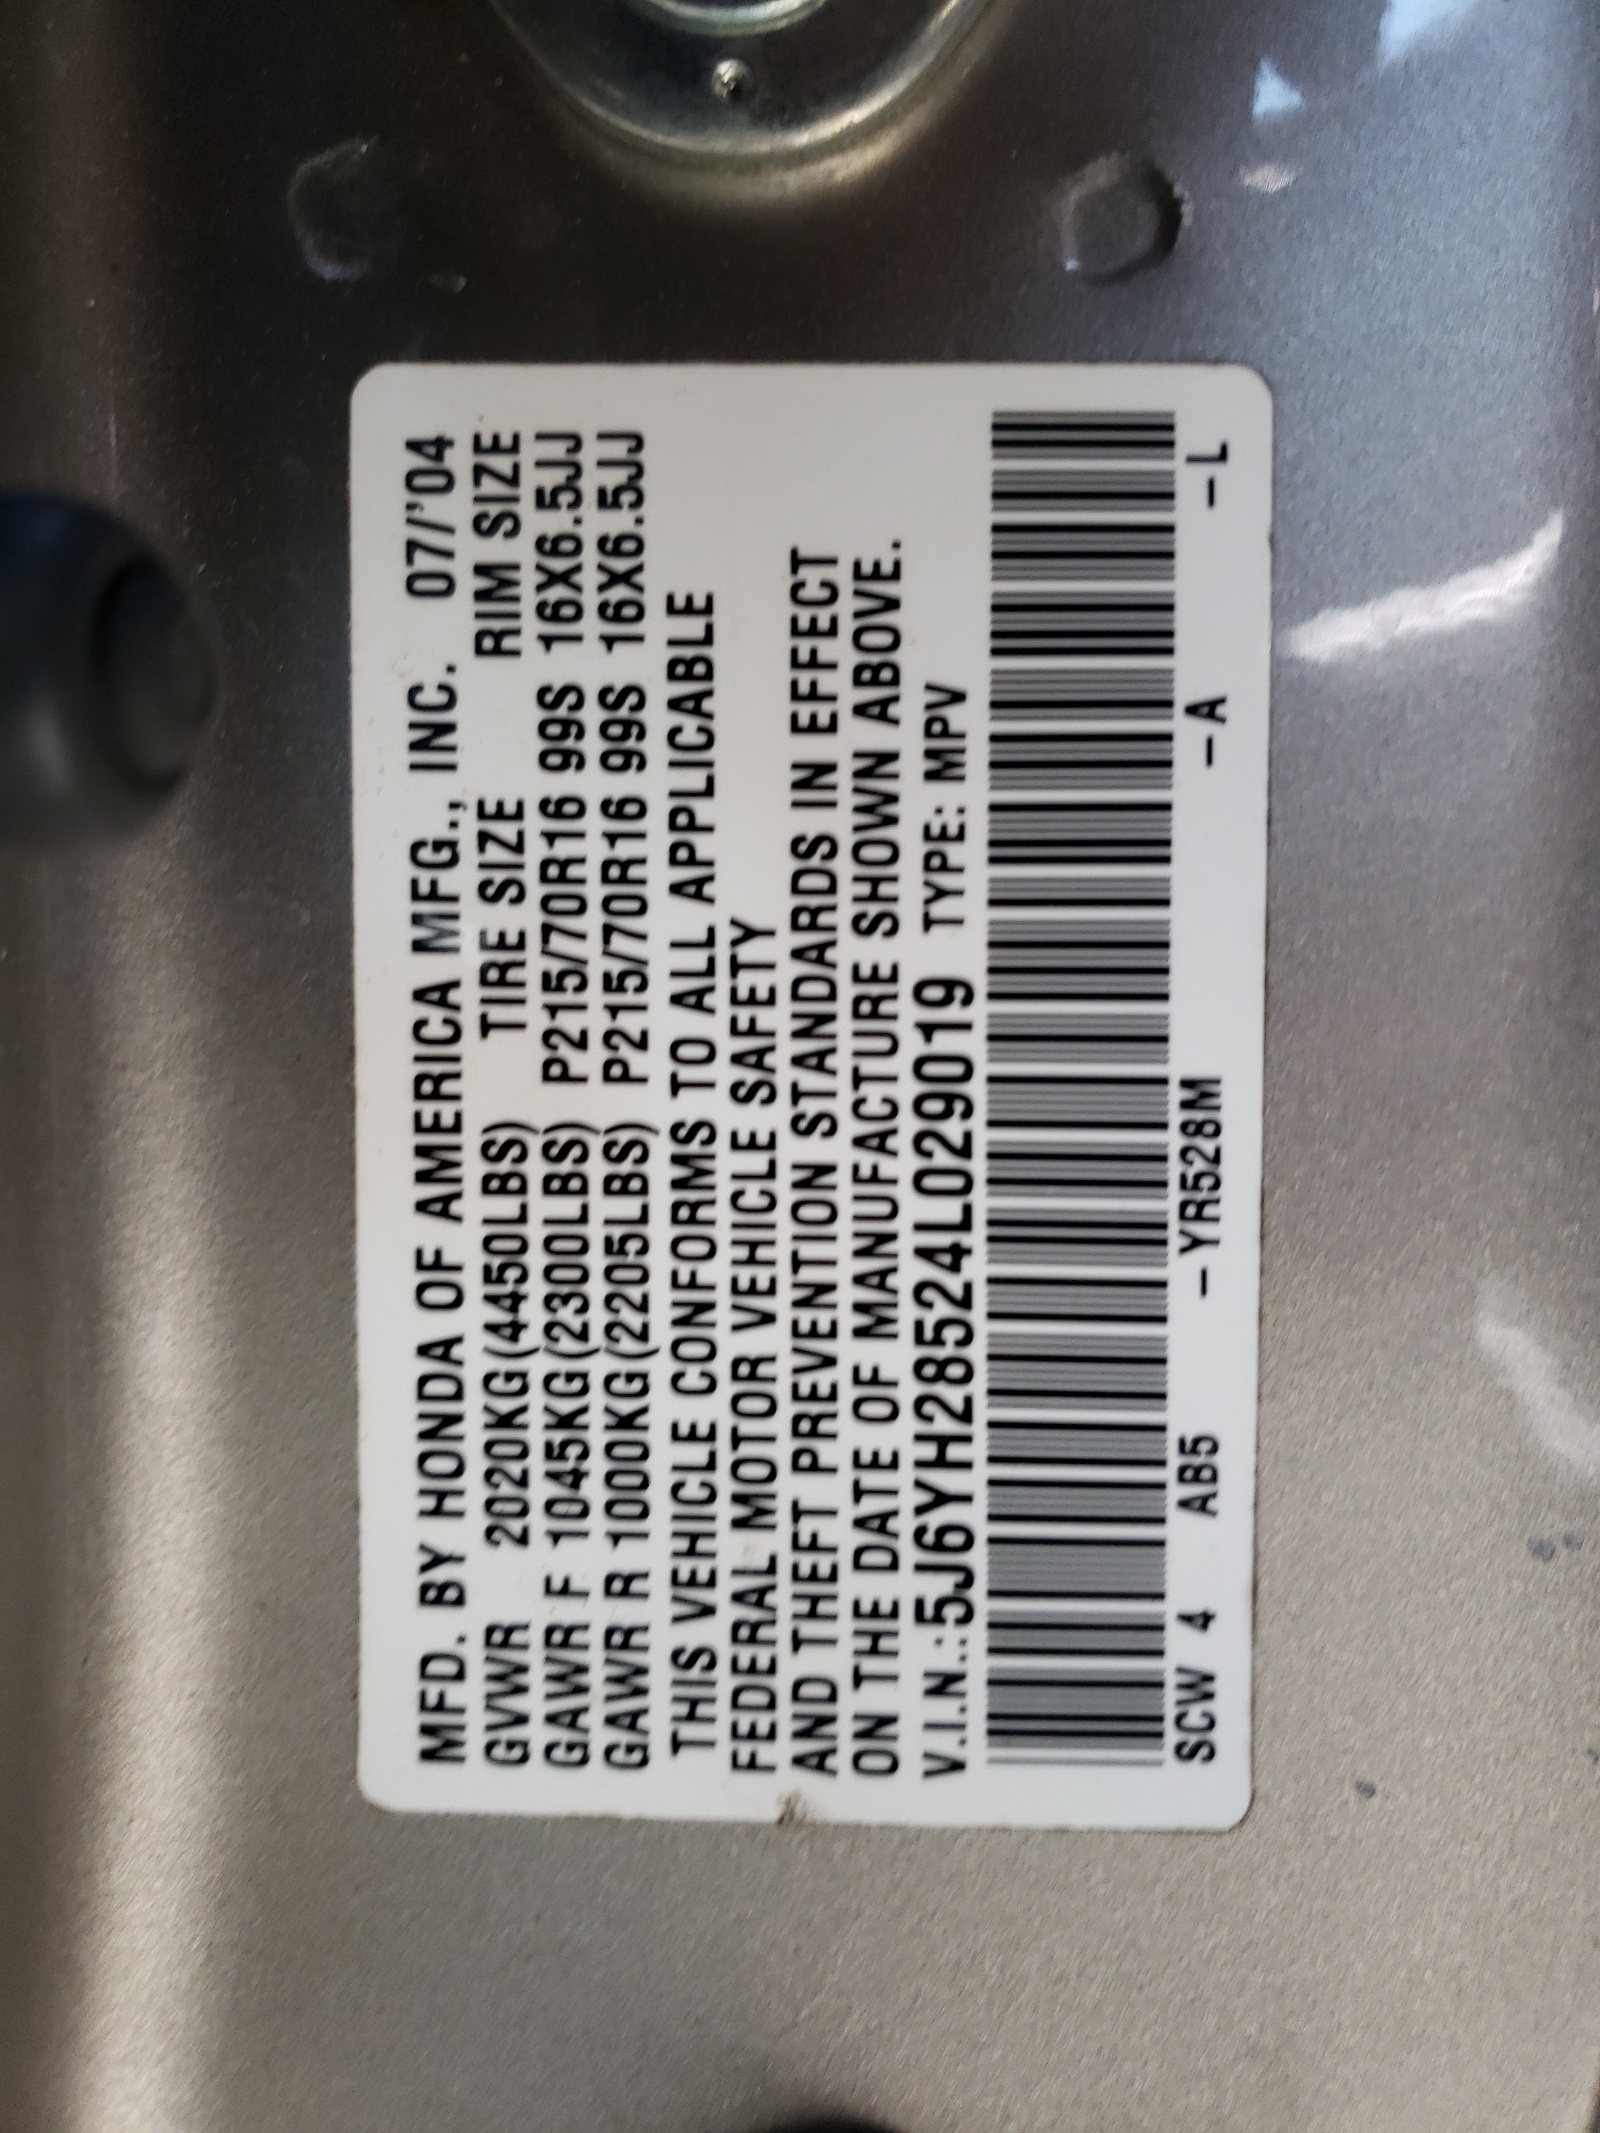 MFD. BY HONDA OF AMERICA MFG., INC. 07/'04
GVWR 2020KG(4450LBS) TIRE SIZE RIM SIZE
GAWR F 1045KG(2300LBS) P215/70R16 99S 16X6.5JJ
GAWR R 1000KG(2205LBS) P215/70R16 99S 16X6.5JJ
THIS VEHICLE CONFORMS TO ALL APPLICABLE
FEDERAL MOTOR VEHICLE SAFETY
AND THEFT PREVENTION STANDARDS IN EFFECT
ON THE DATE OF MANUFACTURE SHOWN ABOVE.
V.I.N.:5J6YH28524L029019 TYPE: MPV
SCW 4 AB5 -YR528M -A -L